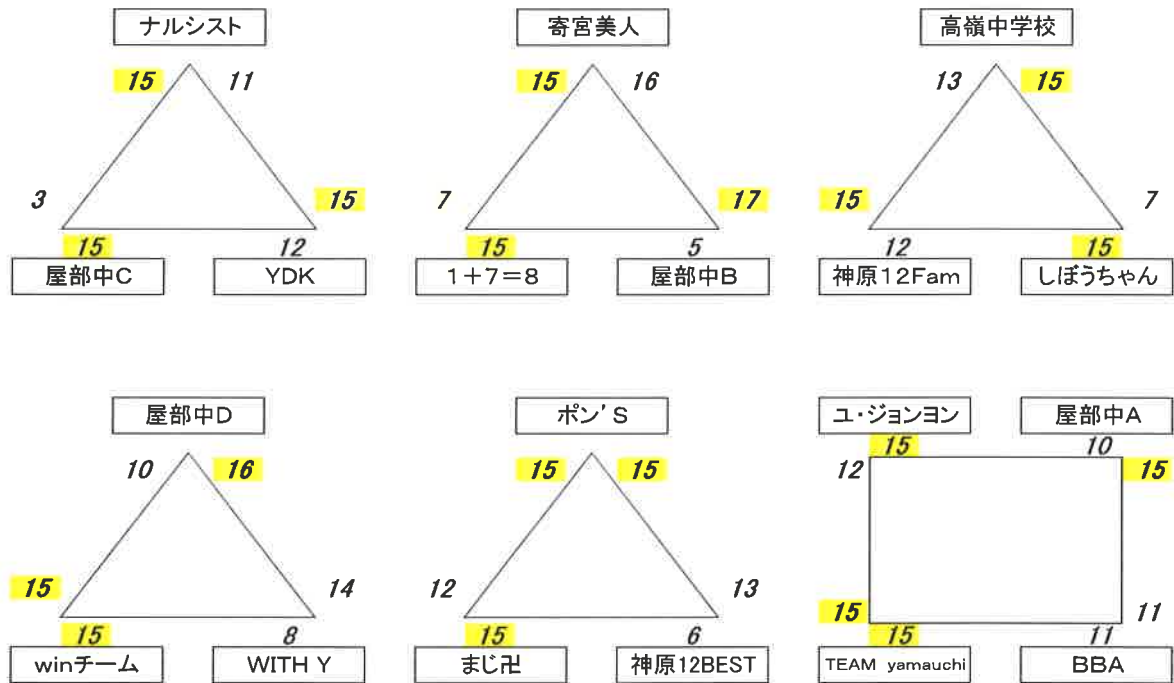 ナルシスト 寄宮美人 高嶺中学校
15 11 15 16 13 15
3 15 7 17 15 7
15 12 15 5 12 15
屋部中C YDK 1+7=8 屋部中B 神原12Fam しぼうちゃん
屋部中D ポン'S ユ・ジョンヨン 屋部中A
15 10
10 16 15 15 12 15
15 14 12 13 15 11
15 8 15 6 15 11
winチーム WITH Y まじ卍 神原12BEST TEAM yamauchi BBA